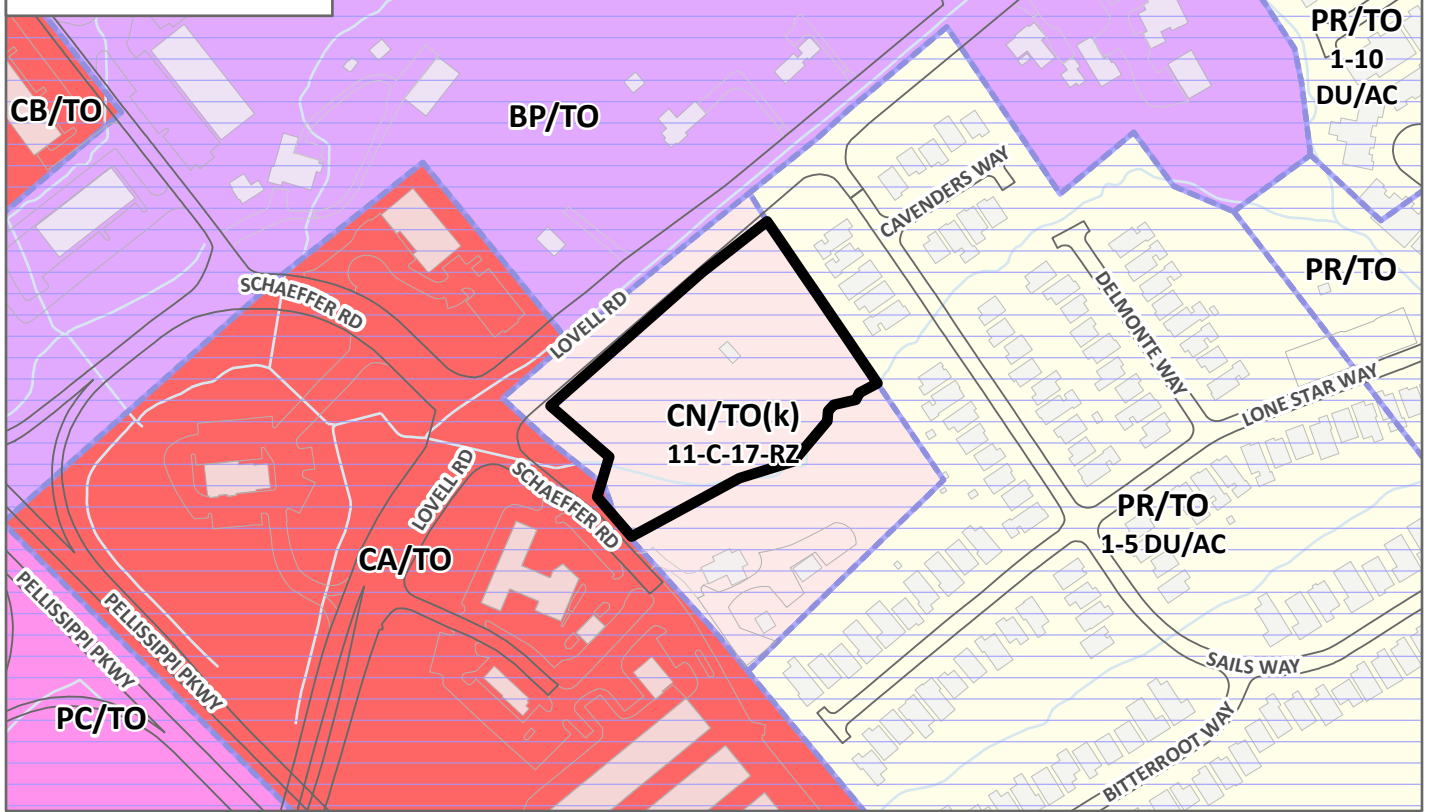 PR/TO
1-10
DU/AC
CB/TO
BP/TO
CAVENDERS WAY
PR/TO
SCHAEFFER RD
DELMONTE WAY
LOVELL RD
LONE STAR WAY
CN/TO(k)
11-C-17-RZ
LOVELL RD
SCHAEFFER RD
PR/TO
1-5 DU/AC
CA/TO
PELLISSIPPI PKWY
PELLISSIPPI PKWY
SAILS WAY
PC/TO
BITTERROOT WAY